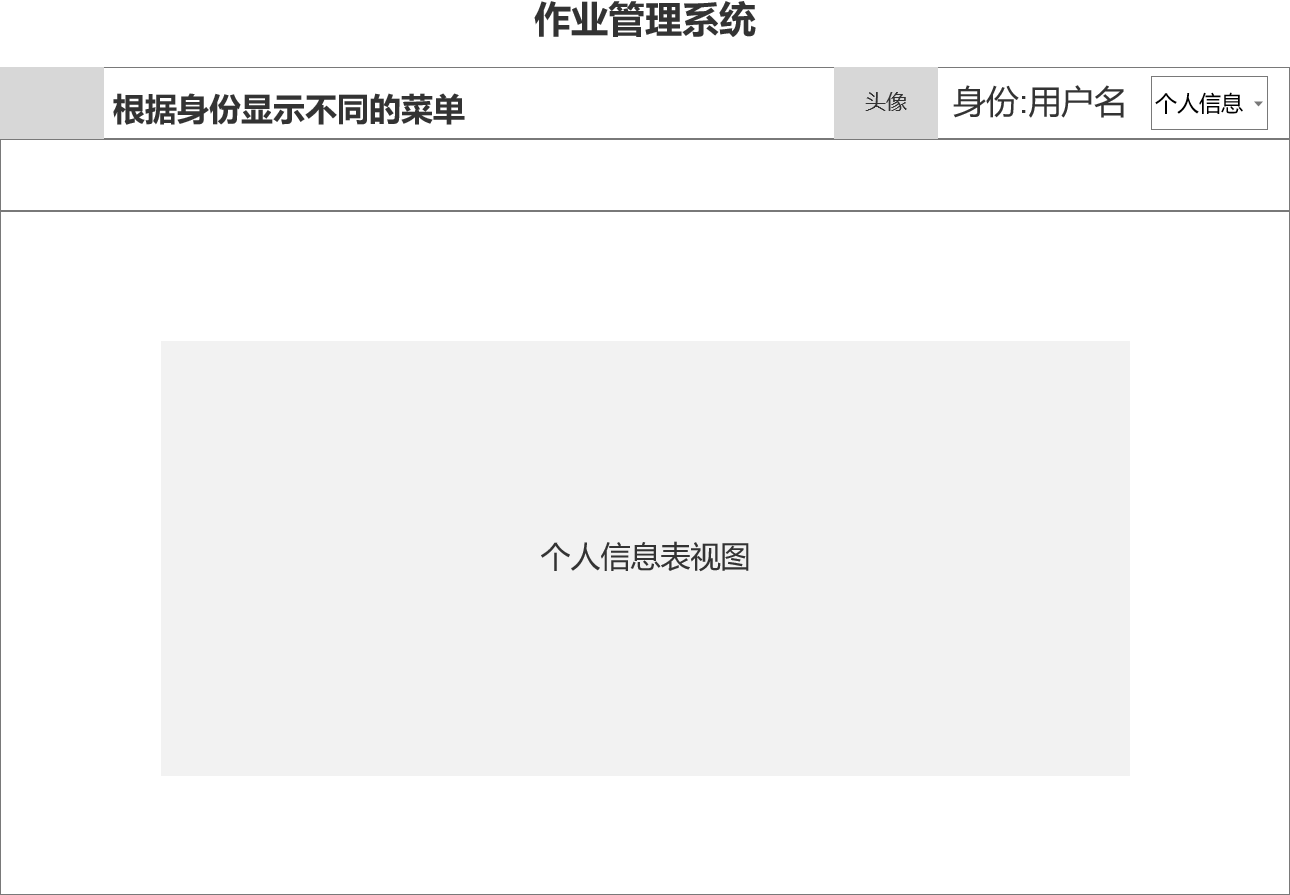 作业管理系统
根据身份显示不同的菜单
头像
身份:用户名
个人信息
个人信息表视图